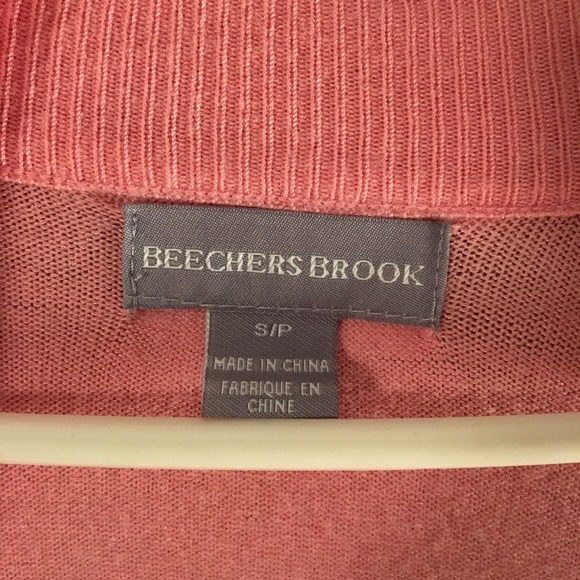 BEECHERS BROOK
S/P
MADE IN CHINA
FABRIQUE EN
CHINE